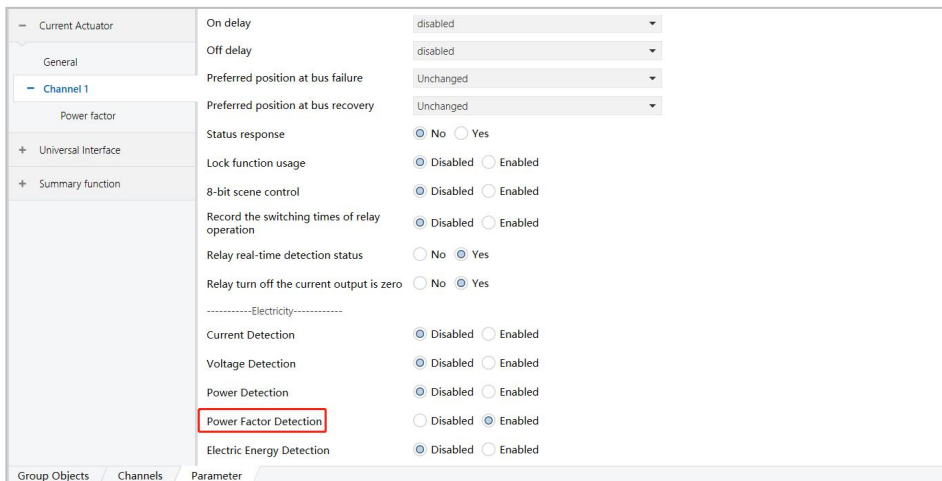 Current Actuator
General
Channel 1
Power factor
Universal Interface
Summary function
On delay disabled
Off delay disabled
Preferred position at bus failure Unchanged
Preferred position at bus recovery Unchanged
Status response No Yes
Lock function usage Disabled Enabled
8-bit scene control Disabled Enabled
Record the switching times of relay
operation Disabled Enabled
Relay real-time detection status No Yes
Relay turn off the current output is zero No Yes
-----------Electricity------------
Current Detection Disabled Enabled
Voltage Detection Disabled Enabled
Power Detection Disabled Enabled
Power Factor Detection Disabled Enabled
Electric Energy Detection Disabled Enabled
Group Objects Channels Parameter